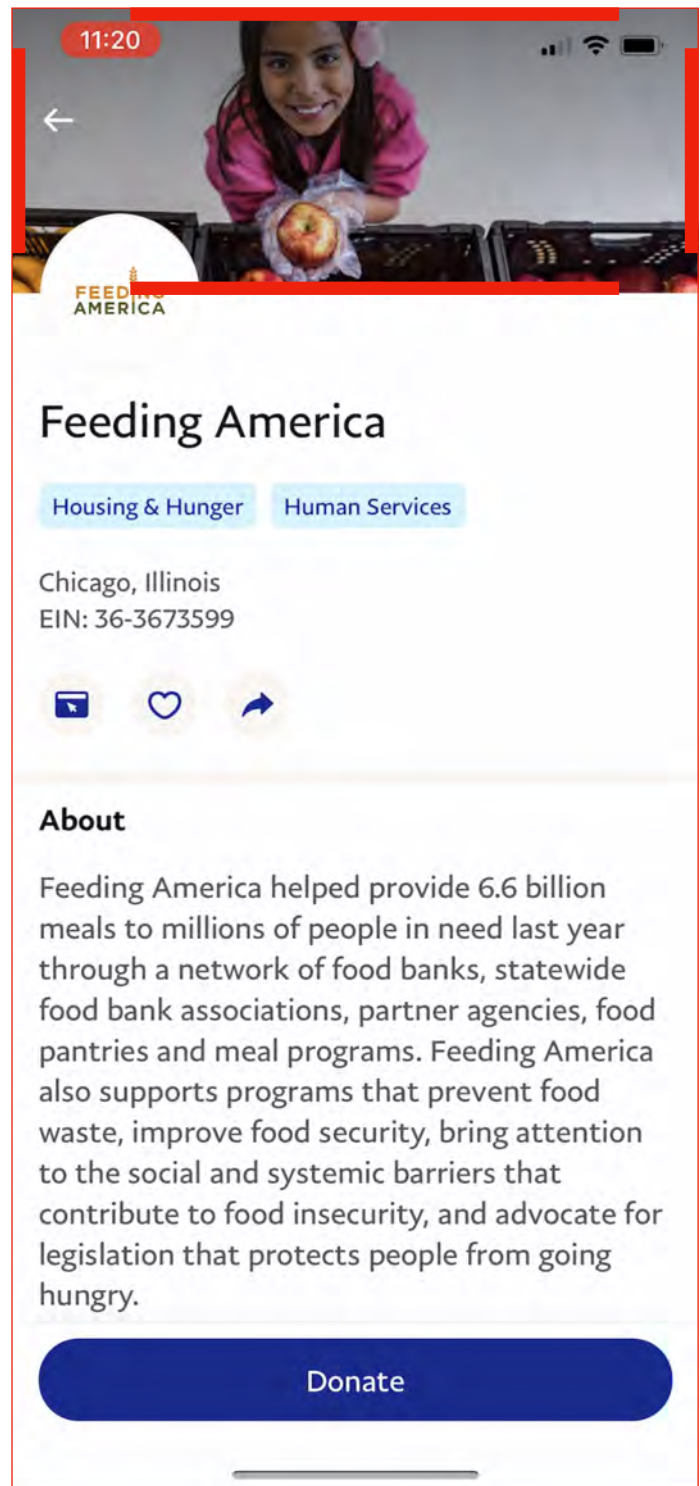 11:20
FEEDING
AMERICA
Feeding America
Housing & Hunger Human Services
Chicago, Illinois
EIN: 36-3673599
About
Feeding America helped provide 6.6 billion
meals to millions of people in need last year
through a network of food banks, statewide
food bank associations, partner agencies, food
pantries and meal programs. Feeding America
also supports programs that prevent food
waste, improve food security, bring attention
to the social and systemic barriers that
contribute to food insecurity, and advocate for
legislation that protects people from going
hungry.
Donate